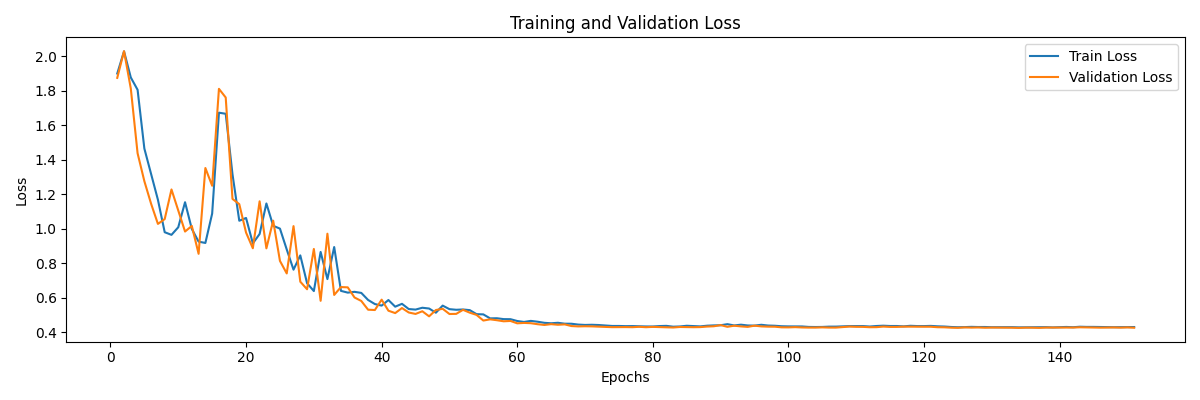 Training and Validation Loss
Train Loss
Validation Loss
2.0
1.8
1.6
1.4
1.2
1.0
0.8
0.6
0.4
Loss
0 20 40 60 80 100 120 140
Epochs